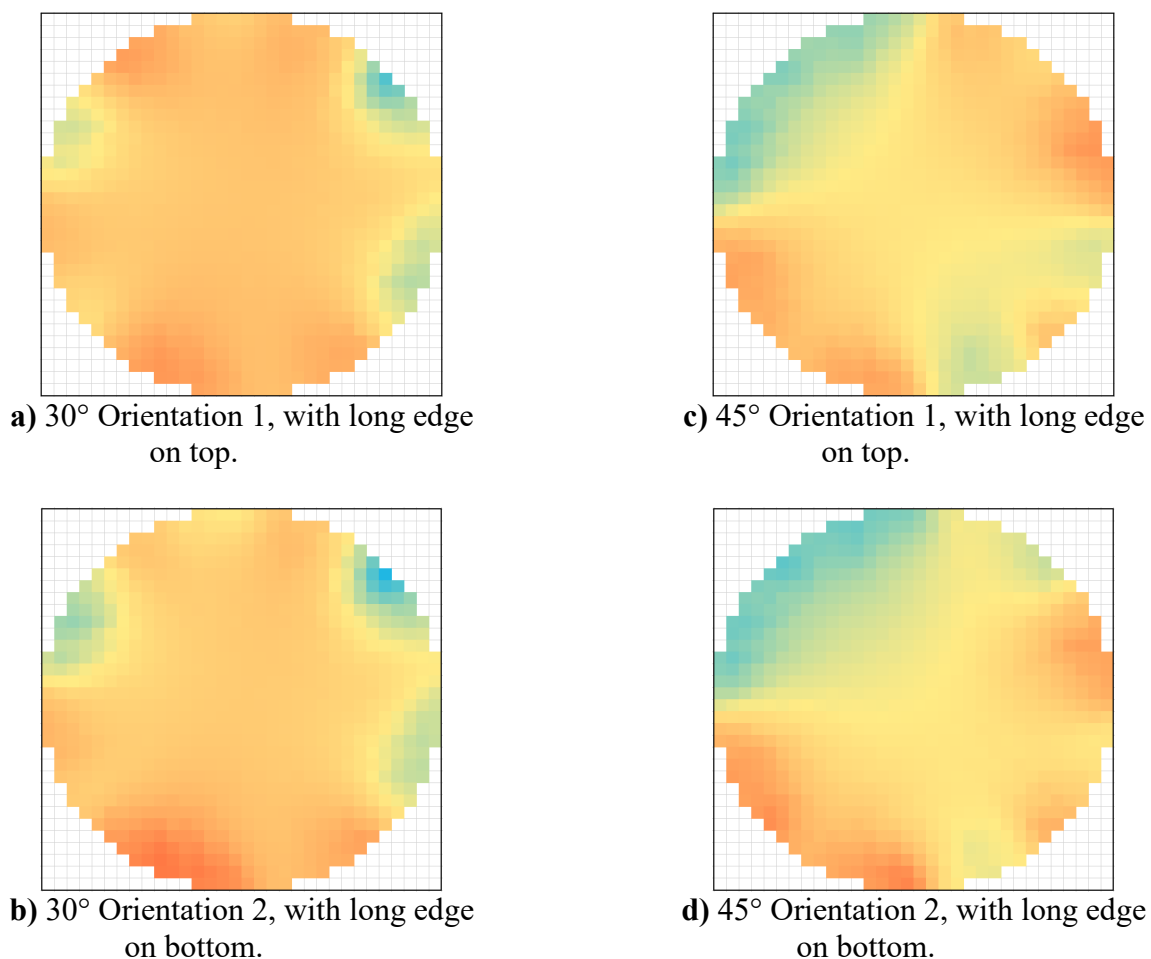 a) 30° Orientation 1, with long edge
on top.
c) 45° Orientation 1, with long edge
on top.
b) 30° Orientation 2, with long edge
on bottom.
d) 45° Orientation 2, with long edge
on bottom.